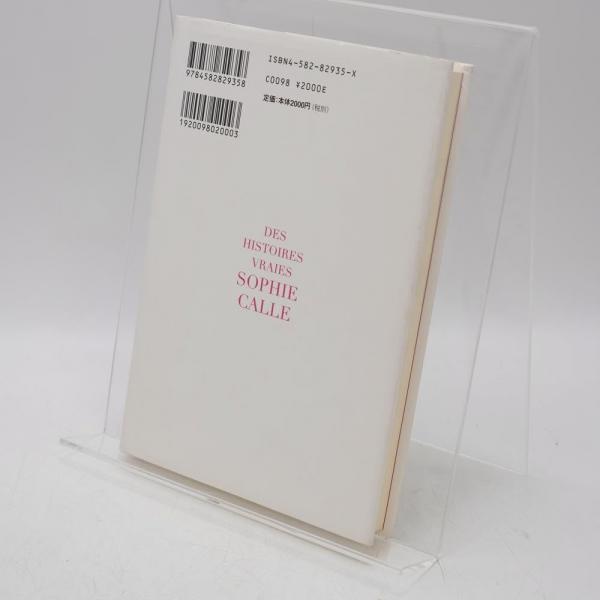 ISBN4-582-82935-X
9784582829358
C0098 ¥2000E
定価:本体2000円(税別)
1920098020003
DES
HISTOIRES
VRAIES
SOPHIE
CALLE